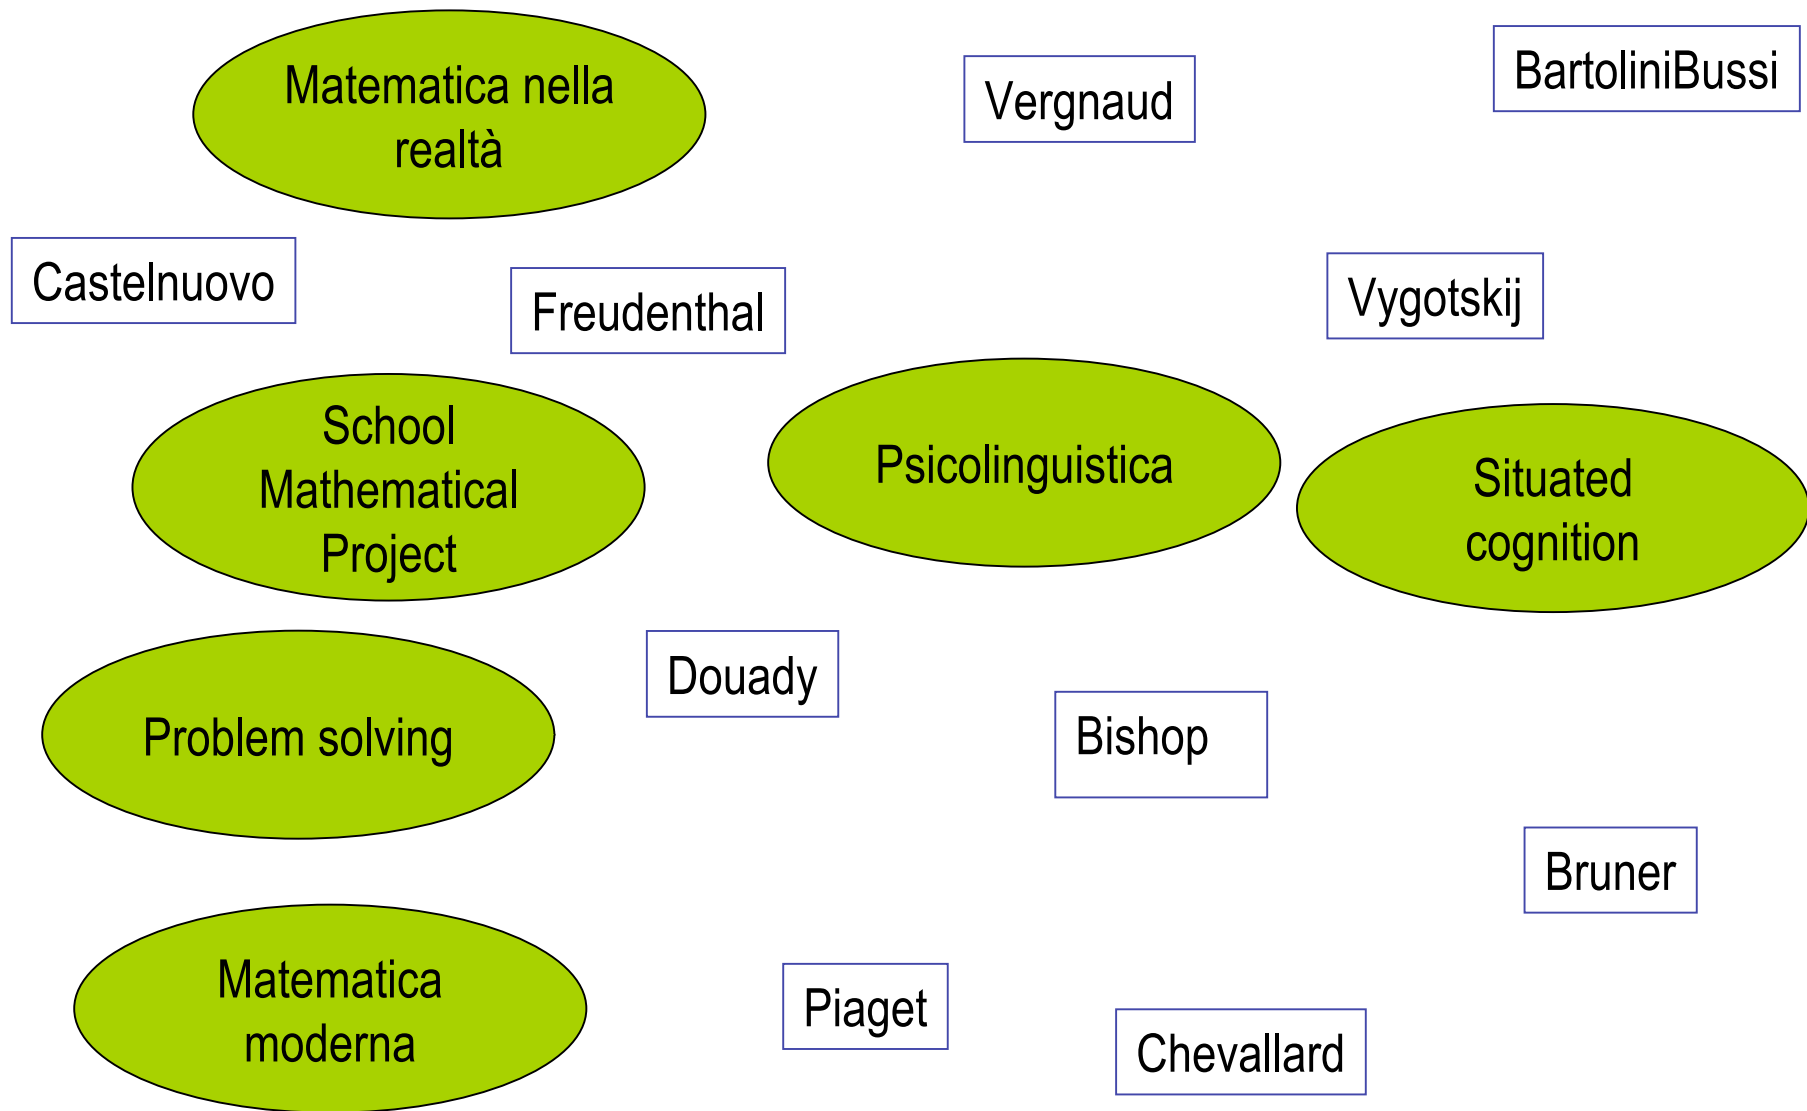 Matematica nella
realtà
Vergnaud
BartoliniBussi
Castelnuovo
Freudenthal
Vygotskij
School
Mathematical
Project
Psicolinguistica
Situated
cognition
Douady
Problem solving
Bishop
Bruner
Matematica
moderna
Piaget
Chevallard